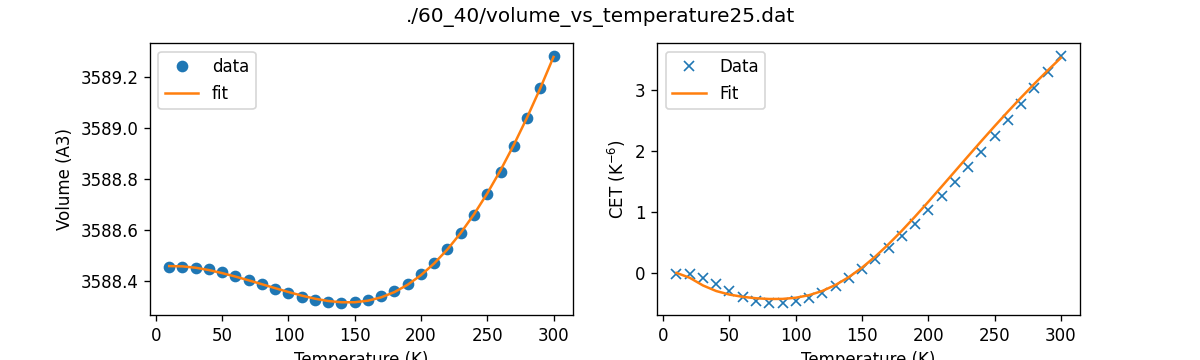 ./60_40/volume_vs_temperature25.dat
data
fit
Volume (A3)
3589.2
3589.0
3588.8
3588.6
3588.4
0
50
100
150
200
250
300
Temperature (K)
Data
Fit
CET (K⁻⁶)
3
2
1
0
0
50
100
150
200
250
300
Temperature (K)